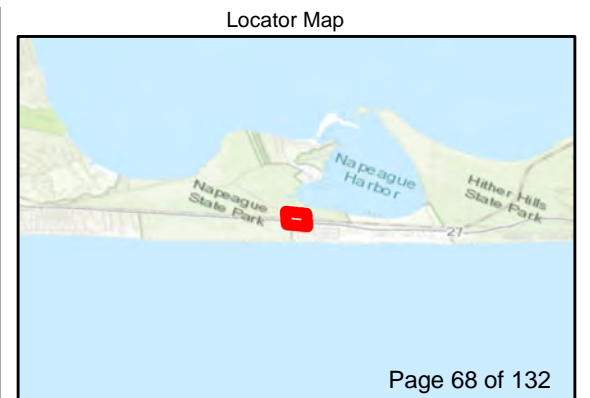 Locator Map
Napeague
Harbor
Napeague
State Park
Hither Hills
State Park
27
Page 68 of 132